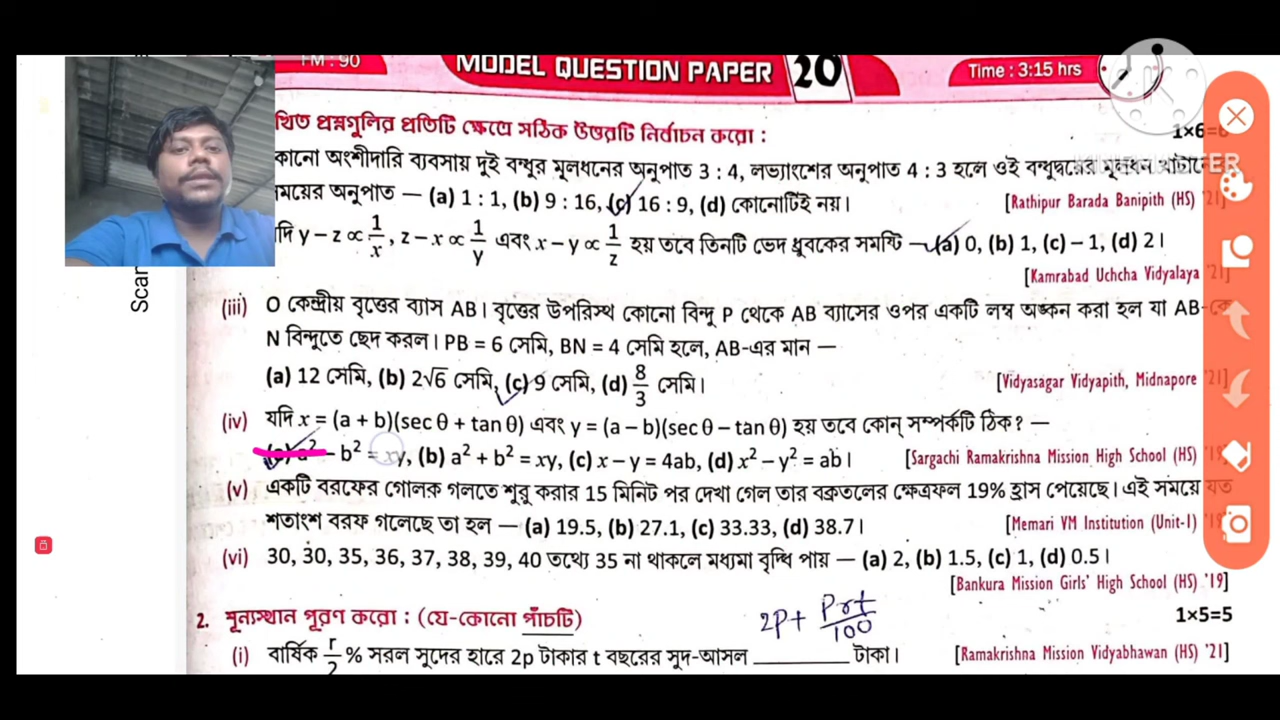 TM : 90 MODEL QUESTION PAPER 20 Time : 3:15 hrs
প্রশ্নগুলির প্রতিটি ক্ষেত্রে সঠিক উত্তরটি নির্বাচন করো : 1×6=6
কোনো অংশীদারি ব্যবসায় দুই বন্ধুর মূলধনের অনুপাত 3 : 4, লভ্যাংশের অনুপাত 4 : 3 হলে ওই বন্ধুদ্বয়ের মূলধন
সময়ের অনুপাত — (a) 1 : 1, (b) 9 : 16, (c) 16 : 9, (d) কোনোটিই নয়। [Rathipur Barada Banipith (HS) '21]
যদি y – z ∝ 1/x, z – x ∝ 1/y এবং x – y ∝ 1/z হয় তবে তিনটি ভেদ ধ্রুবকের সমষ্টি — (a) 0, (b) 1, (c) – 1, (d) 2।
[Kamrabad Uchcha Vidyalaya '21]
Scan
(iii) O কেন্দ্রীয় বৃত্তের ব্যাস AB। বৃত্তের উপরিস্থ কোনো বিন্দু P থেকে AB ব্যাসের ওপর একটি লম্ব অঙ্কন করা হল যা AB-কে
N বিন্দুতে ছেদ করল। PB = 6 সেমি, BN = 4 সেমি হলে, AB-এর মান —
(a) 12 সেমি, (b) 2√6 সেমি, (c) 9 সেমি, (d) 8/3 সেমি। [Vidyasagar Vidyapith, Midnapore '21]
(iv) যদি x = (a + b)(sec θ + tan θ) এবং y = (a – b)(sec θ – tan θ) হয় তবে কোন্ সম্পর্কটি ঠিক? —
(a) a² – b² = xy, (b) a² + b² = xy, (c) x – y = 4ab, (d) x² – y² = ab। [Sargachi Ramakrishna Mission High School (HS) '19]
(v) একটি বরফের গোলক গলতে শুরু করার 15 মিনিট পর দেখা গেল তার বক্রতলের ক্ষেত্রফল 19% হ্রাস পেয়েছে। এই সময়ে যত
শতাংশ বরফ গলেছে তা হল — (a) 19.5, (b) 27.1, (c) 33.33, (d) 38.7। [Memari VM Institution (Unit-I) '19]
(vi) 30, 30, 35, 36, 37, 38, 39, 40 তথ্যে 35 না থাকলে মধ্যমা বৃদ্ধি পায় — (a) 2, (b) 1.5, (c) 1, (d) 0.5।
[Bankura Mission Girls' High School (HS) '19]
2. শূন্যস্থান পূরণ করো : (যে-কোনো পাঁচটি) 1×5=5
2P + Prt/100
(i) বার্ষিক r/2 % সরল সুদের হারে 2p টাকার t বছরের সুদ-আসল ________ টাকা। [Ramakrishna Mission Vidyabhawan (HS) '21]